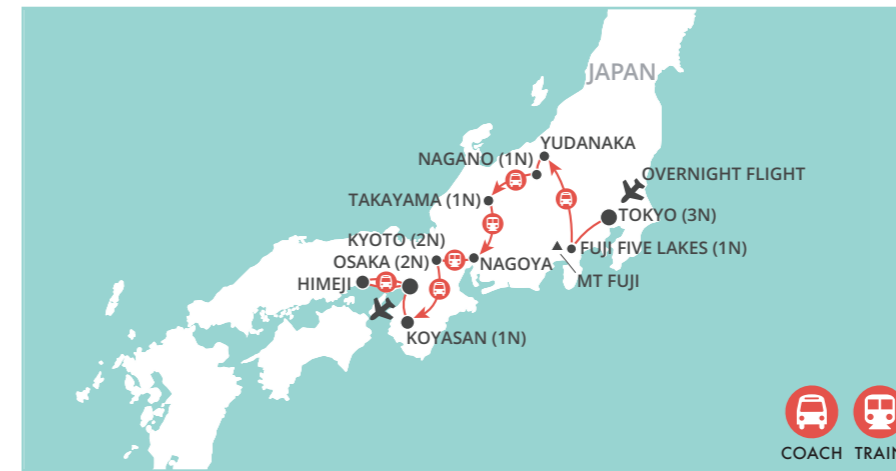 JAPAN
YUDANAKA
NAGANO (1N)
OVERNIGHT FLIGHT
TAKAYAMA (1N)
TOKYO (3N)
KYOTO (2N)
FUJI FIVE LAKES (1N)
OSAKA (2N)
NAGOYA
HIMEJI
MT FUJI
KOYASAN (1N)
COACH TRAIN